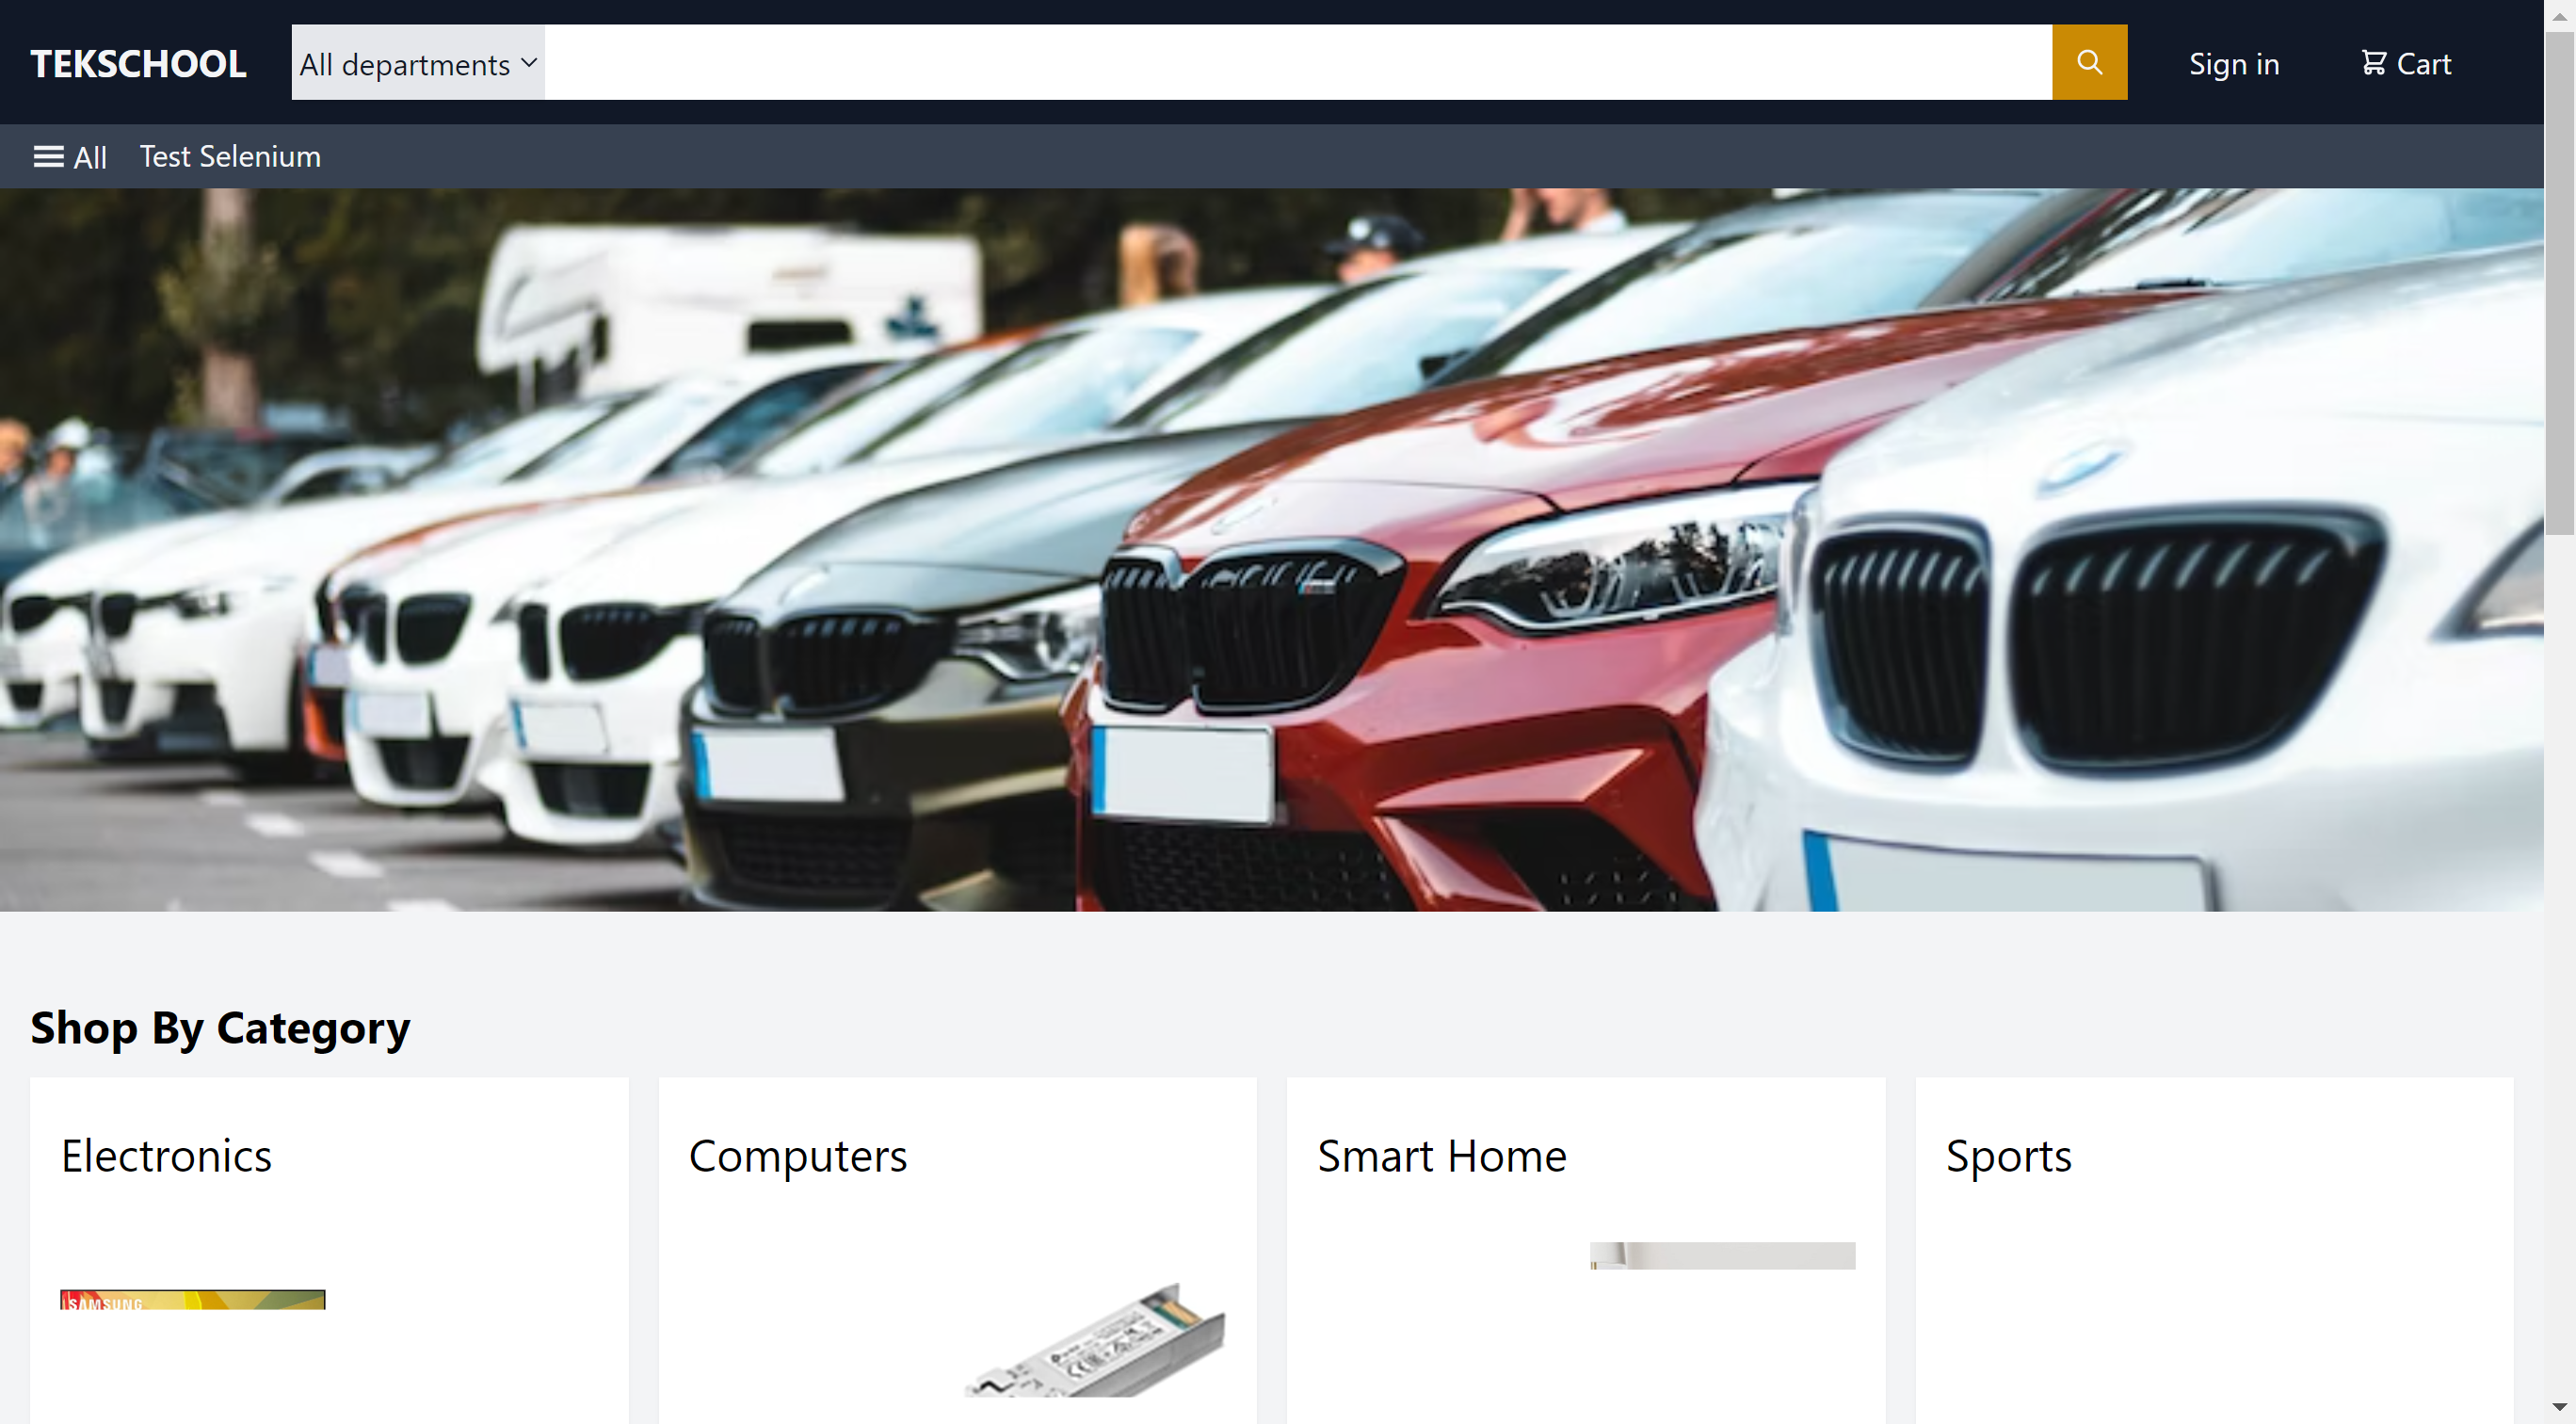 TEKSCHOOL
All departments
Sign in
Cart
All
Test Selenium
Shop By Category
Electronics
Computers
Smart Home
Sports
SAMSUNG